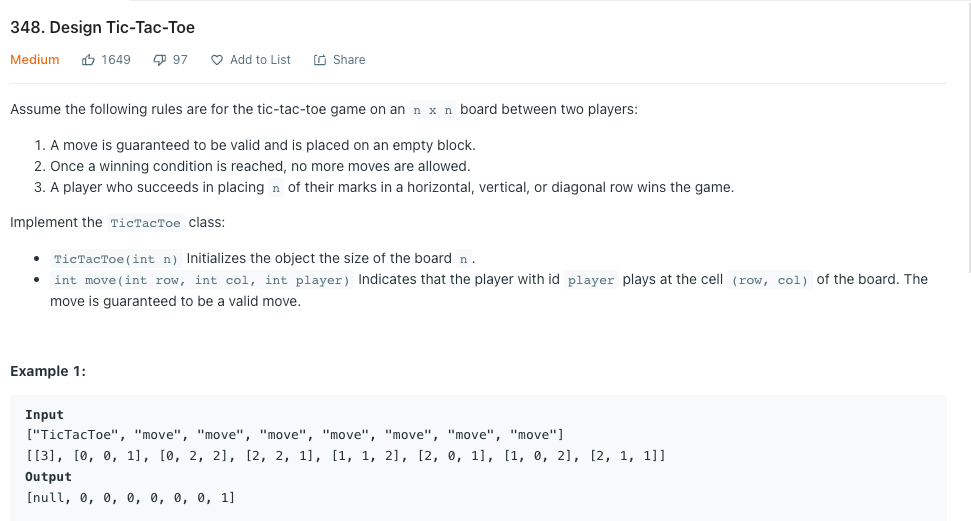 348. Design Tic-Tac-Toe
Medium 1649 97 Add to List Share
Assume the following rules are for the tic-tac-toe game on an n x n board between two players:
1. A move is guaranteed to be valid and is placed on an empty block.
2. Once a winning condition is reached, no more moves are allowed.
3. A player who succeeds in placing n of their marks in a horizontal, vertical, or diagonal row wins the game.
Implement the TicTacToe class:
• TicTacToe(int n) Initializes the object the size of the board n.
• int move(int row, int col, int player) Indicates that the player with id player plays at the cell (row, col) of the board. The
move is guaranteed to be a valid move.
Example 1:
Input
["TicTacToe", "move", "move", "move", "move", "move", "move", "move"]
[[3], [0, 0, 1], [0, 2, 2], [2, 2, 1], [1, 1, 2], [2, 0, 1], [1, 0, 2], [2, 1, 1]]
Output
[null, 0, 0, 0, 0, 0, 0, 1]